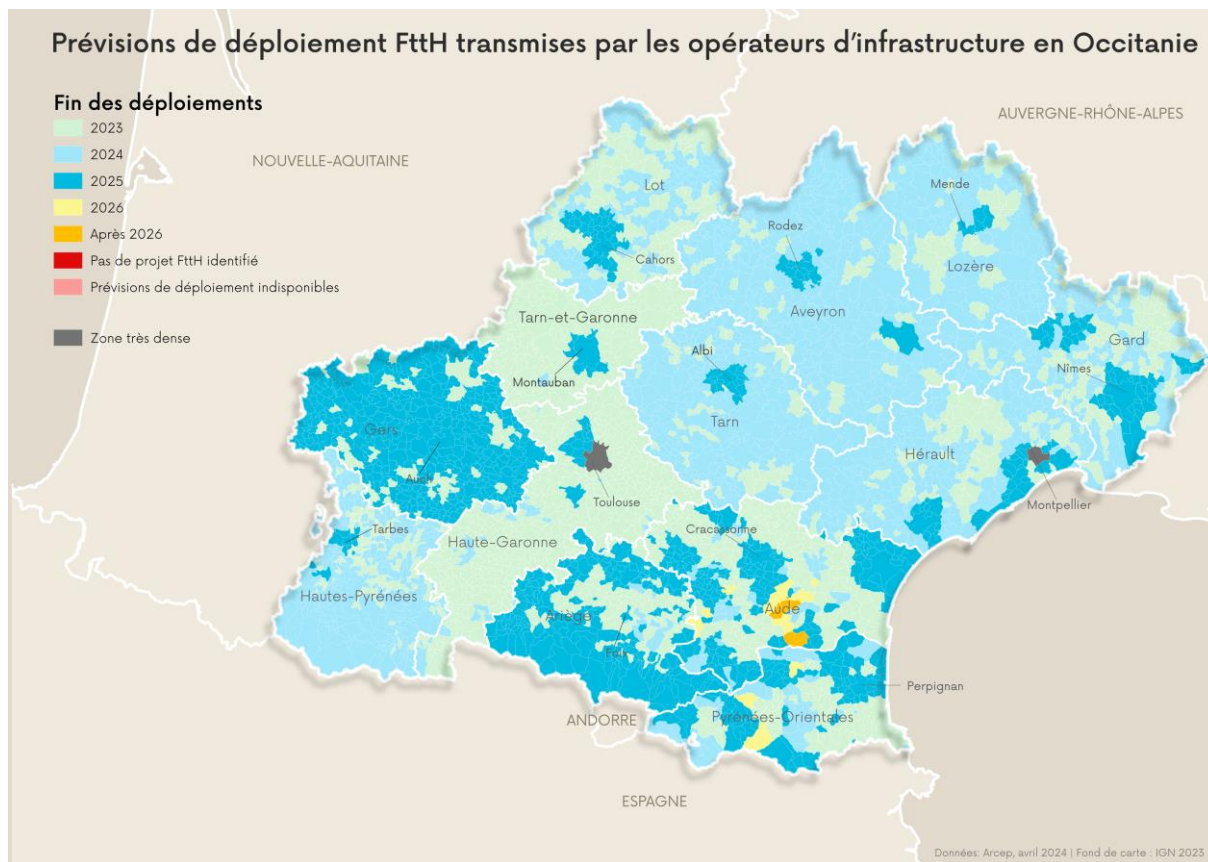 Prévisions de déploiement FttH transmises par les opérateurs d'infrastructure en Occitanie
Fin des déploiements
2023
2024
2025
2026
Après 2026
Pas de projet FttH identifié
Prévisions de déploiement indisponibles
Zone très dense
AUVERGNE-RHÔNE-ALPES
NOUVELLE-AQUITAINE
Lot
Mende
Rodez
Cahors
Lozère
Aveyron
Tarn-et-Garonne
Gard
Albi
Nîmes
Montauban
Tarn
Gers
Hérault
Auch
Toulouse
Montpellier
Tarbes
Cracassonne
Haute-Garonne
Hautes-Pyrénées
Aude
Ariège
Foix
Perpignan
ANDORRE
Pyrénées-Orientales
ESPAGNE
Données: Arcep, avril 2024 | Fond de carte : IGN 2023